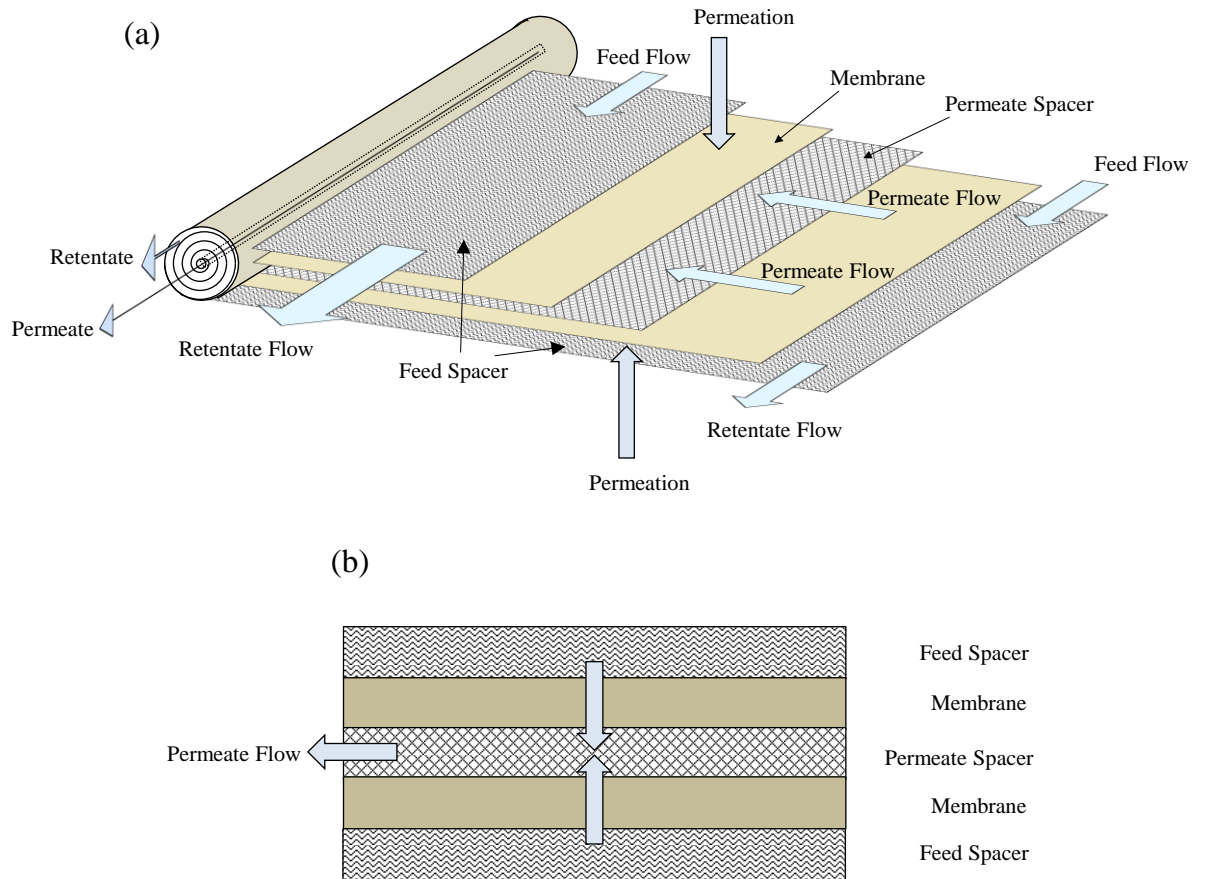 (a)
Permeation
Feed Flow
Membrane
Permeate Spacer
Feed Flow
Permeate Flow
Retentate
Permeate Flow
Permeate
Retentate Flow
Feed Spacer
Retentate Flow
Permeation
(b)
Feed Spacer
Membrane
Permeate Flow
Permeate Spacer
Membrane
Feed Spacer